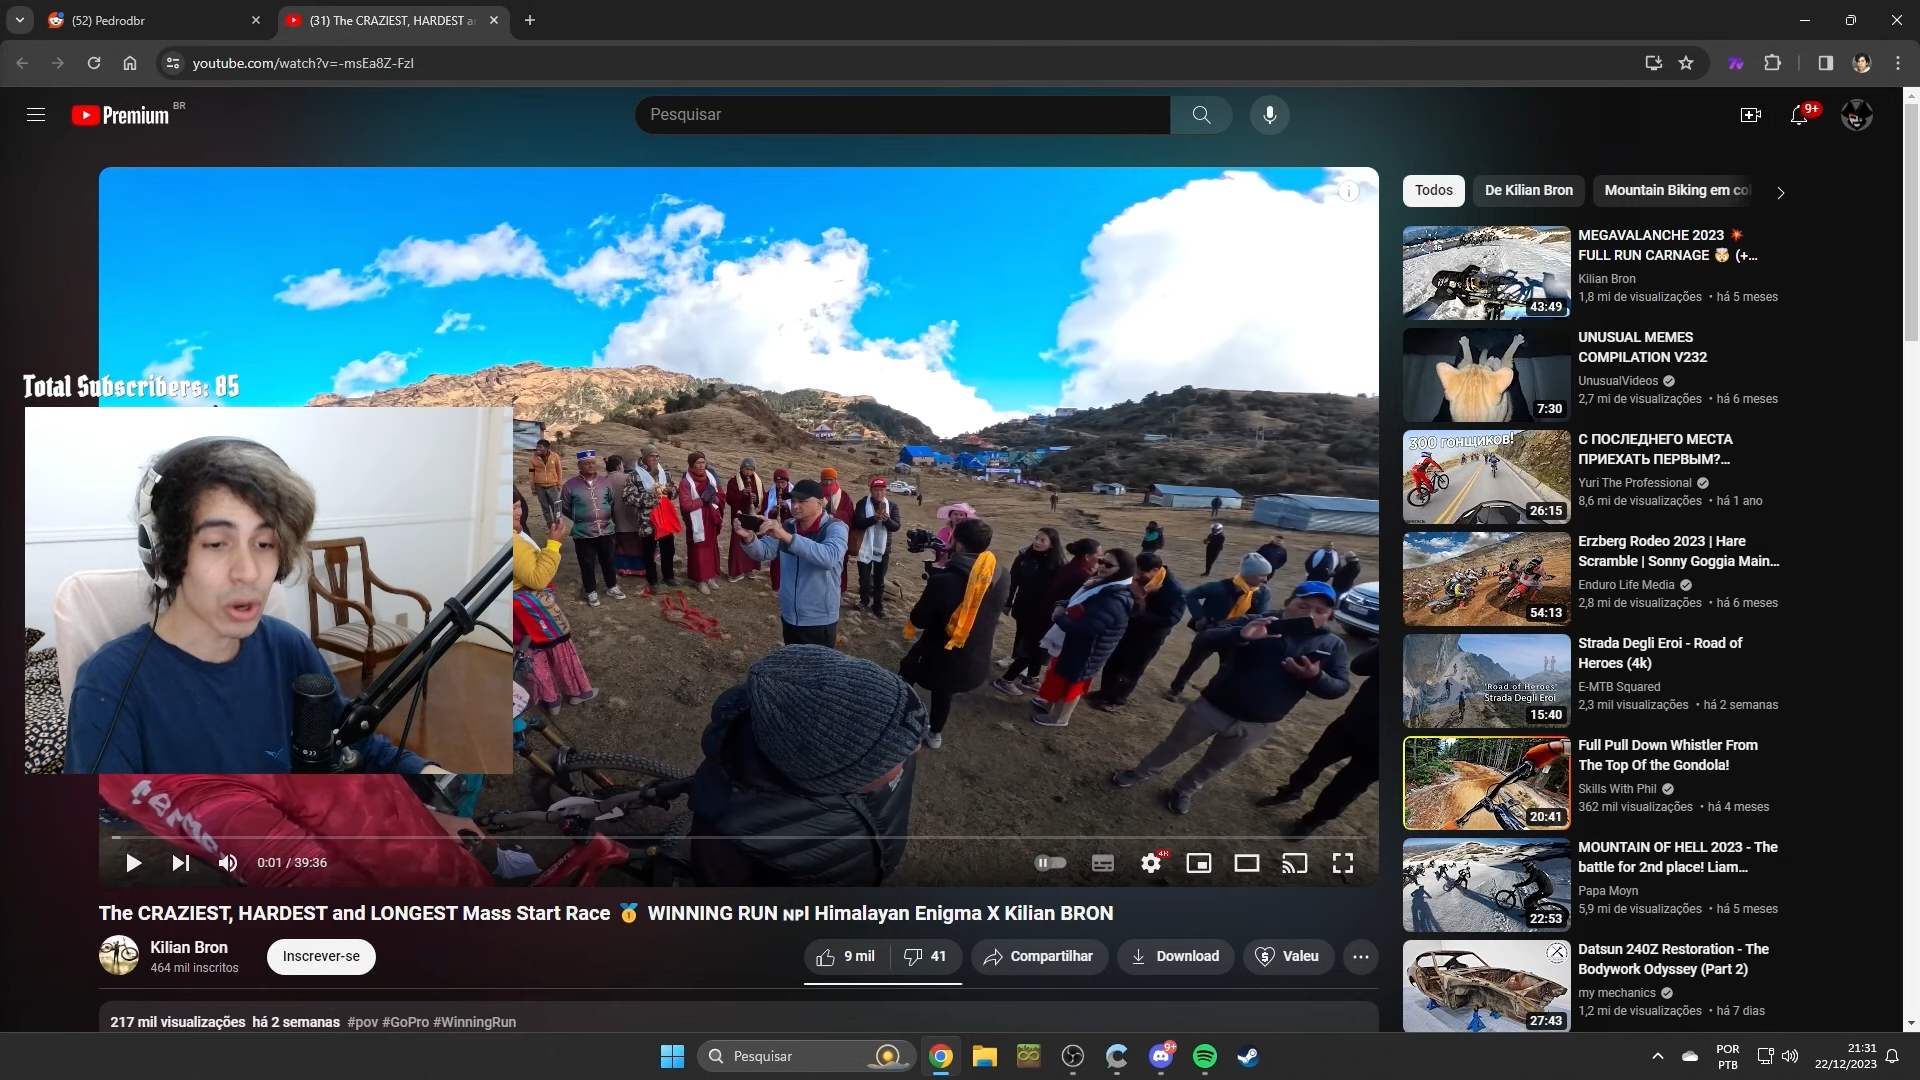 (52) Pedrodbr
(31) The CRAZIEST, HARDEST a
youtube.com/watch?v=-msEa8Z-FzI
Premium BR
Pesquisar
9+
Todos
De Kilian Bron
Mountain Biking em col
Total Subscribers: 85
0:01 / 39:36
4K
The CRAZIEST, HARDEST and LONGEST Mass Start Race 🥇 WINNING RUN ɴᴘl Himalayan Enigma X Kilian BRON
Kilian Bron
464 mil inscritos
Inscrever-se
9 mil
41
Compartilhar
Download
Valeu
217 mil visualizações há 2 semanas #pov #GoPro #WinningRun
MEGAVALANCHE 2023 💥
FULL RUN CARNAGE 🤯 (+...
Kilian Bron
1,8 mi de visualizações • há 5 meses
43:49
UNUSUAL MEMES
COMPILATION V232
UnusualVideos
2,7 mi de visualizações • há 6 meses
7:30
300 ГОНЩИКОВ!
С ПОСЛЕДНЕГО МЕСТА
ПРИЕХАТЬ ПЕРВЫМ?...
Yuri The Professional
8,6 mi de visualizações • há 1 ano
26:15
Erzberg Rodeo 2023 | Hare
Scramble | Sonny Goggia Main...
Enduro Life Media
2,8 mi de visualizações • há 6 meses
54:13
Strada Degli Eroi - Road of
Heroes (4k)
E-MTB Squared
2,3 mil visualizações • há 2 semanas
'Road of Heroes'
Strada Degli Eroi
15:40
Full Pull Down Whistler From
The Top Of the Gondola!
Skills With Phil
362 mil visualizações • há 4 meses
20:41
MOUNTAIN OF HELL 2023 - The
battle for 2nd place! Liam...
Papa Moyn
5,9 mi de visualizações • há 5 meses
22:53
Datsun 240Z Restoration - The
Bodywork Odyssey (Part 2)
my mechanics
1,2 mi de visualizações • há 7 dias
27:43
Pesquisar
9+
POR
PTB
21:31
22/12/2023